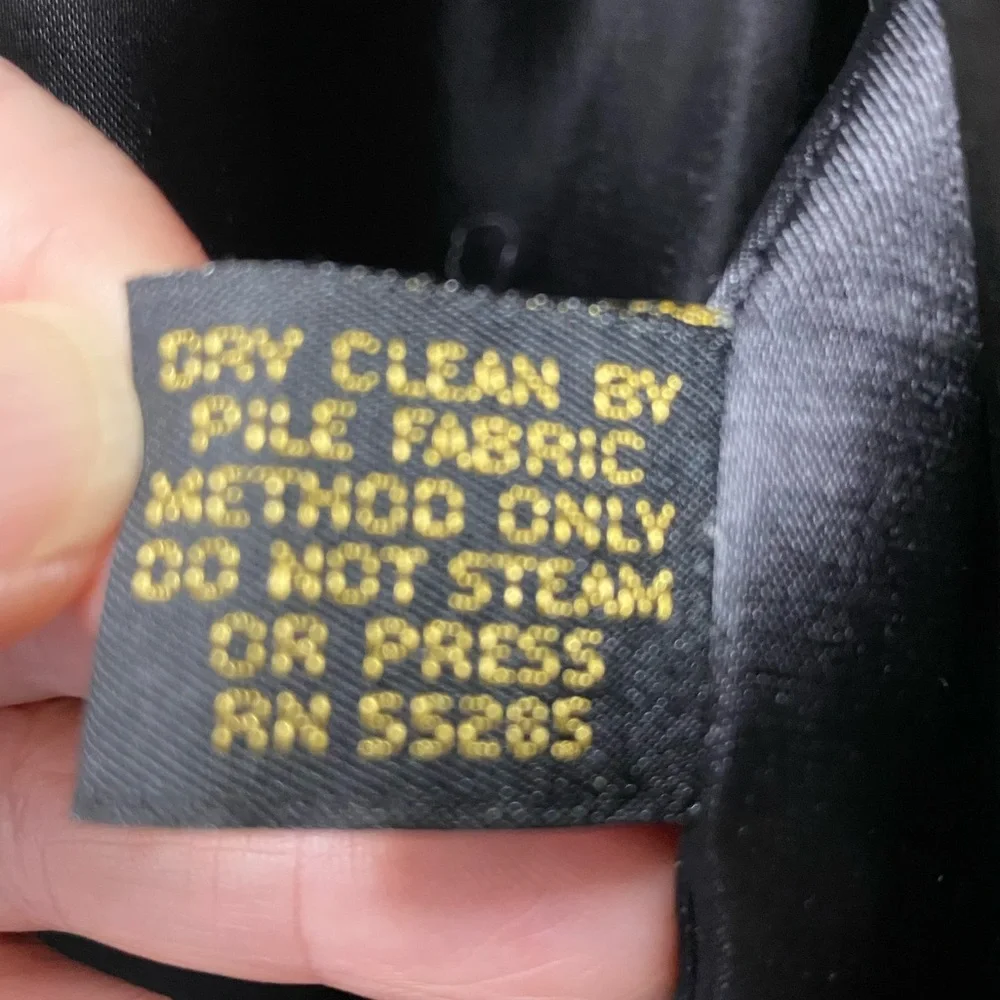 DRY CLEAN BY
PILE FABRIC
METHOD ONLY
DO NOT STEAM
OR PRESS
RN 55285